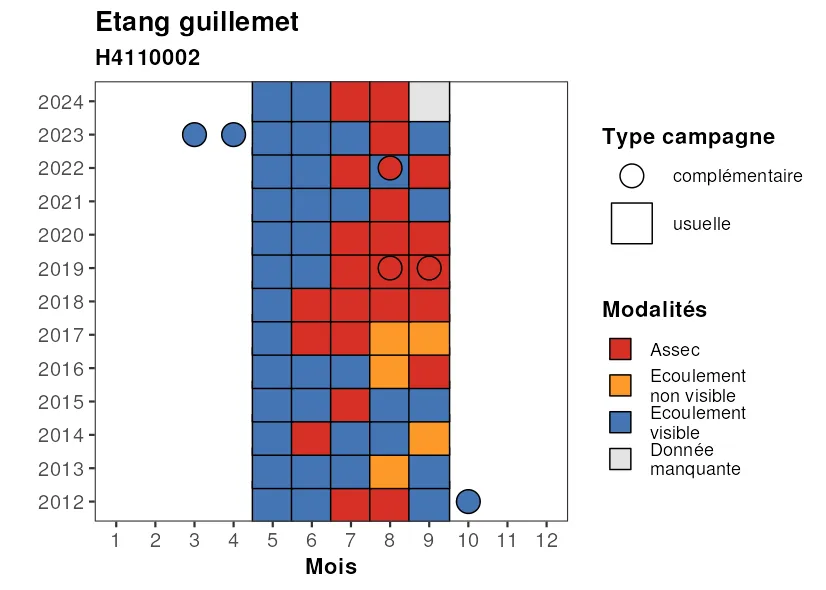 Etang guillemet
H4110002
2024
2023
2022
2021
2020
2019
2018
2017
2016
2015
2014
2013
2012
1 2 3 4 5 6 7 8 9 10 11 12
Mois
Type campagne
complémentaire
usuelle
Modalités
Assec
Ecoulement
non visible
Ecoulement
visible
Donnée
manquante